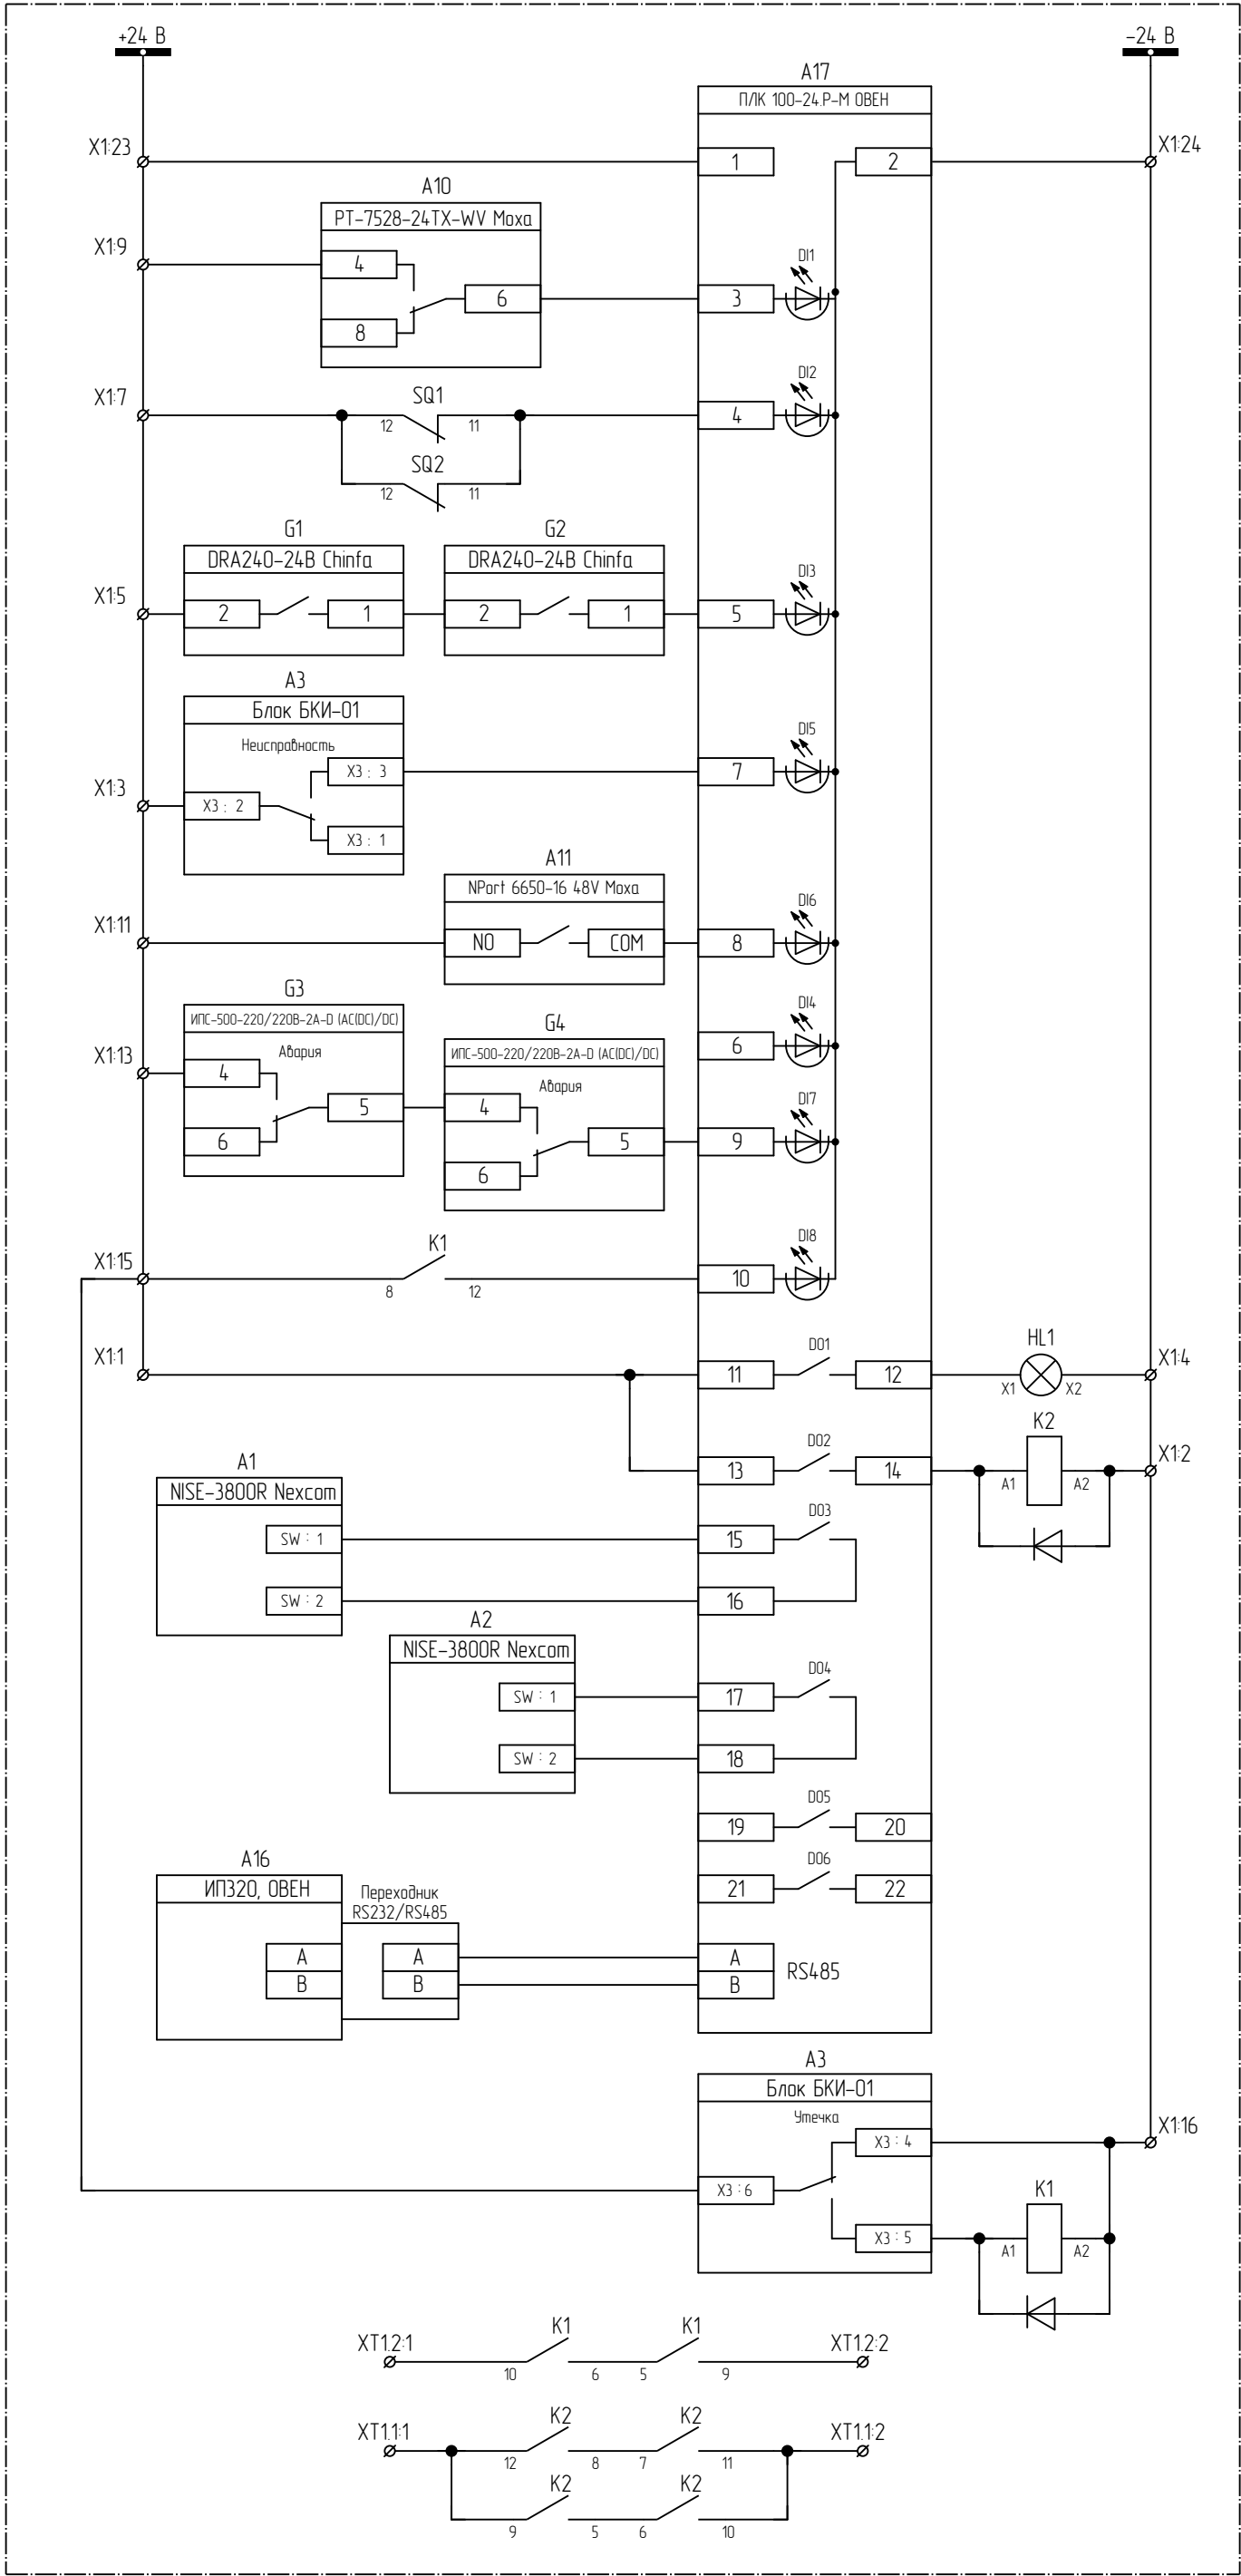 +24 В
-24 В
A17
ПЛК 100-24.Р-М ОВЕН
X1:23
1
2
X1:24
A10
PT-7528-24TX-WV Moxa
X1:9
4
6
8
3
DI1
X1:7
SQ1
12
11
SQ2
12
11
4
DI2
G1
DRA240-24B Chinfa
G2
DRA240-24B Chinfa
X1:5
2
1
2
1
5
DI3
A3
Блок БКИ-01
Неисправность
X3 : 3
X1:3
X3 : 2
X3 : 1
7
DI5
A11
NPort 6650-16 48V Moxa
X1:11
NO
COM
8
DI6
G3
ИПС-500-220/220В-2А-D (AC(DC)/DC)
Авария
X1:13
4
5
6
G4
ИПС-500-220/220В-2А-D (AC(DC)/DC)
Авария
4
5
6
6
DI4
9
DI7
X1:15
K1
8
12
10
DI8
X1:1
11
DO1
12
HL1
X1
X2
X1:4
13
DO2
14
K2
A1
A2
X1:2
A1
NISE-3800R Nexcom
SW : 1
SW : 2
15
DO3
16
A2
NISE-3800R Nexcom
SW : 1
SW : 2
17
DO4
18
19
DO5
20
21
DO6
22
A16
ИП320, ОВЕН
Переходник
RS232/RS485
A
B
A
B
A
B
RS485
A3
Блок БКИ-01
Утечка
X3 : 4
X3 : 6
X3 : 5
X1:16
K1
A1
A2
XT1.2:1
K1
K1
XT1.2:2
10
6
5
9
XT1.1:1
K2
K2
XT1.1:2
12
8
7
11
K2
K2
9
5
6
10